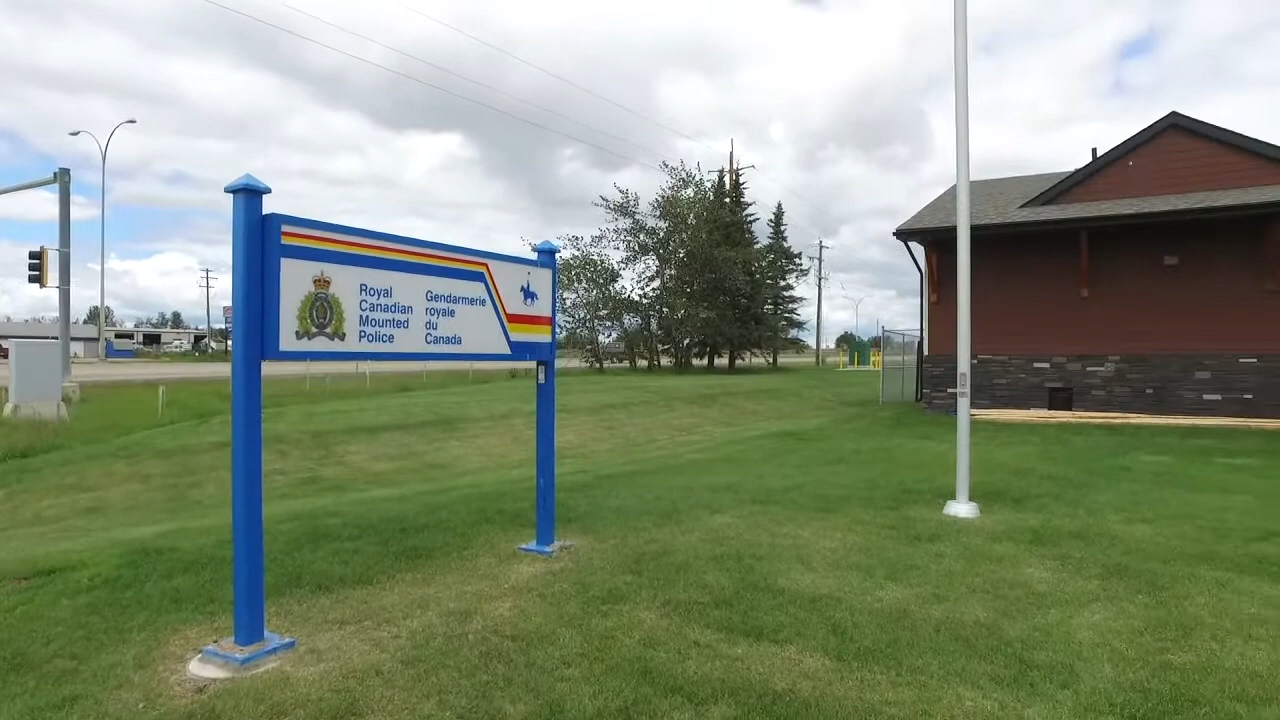 Royal
Canadian
Mounted
Police
Gendarmerie
royale
du
Canada